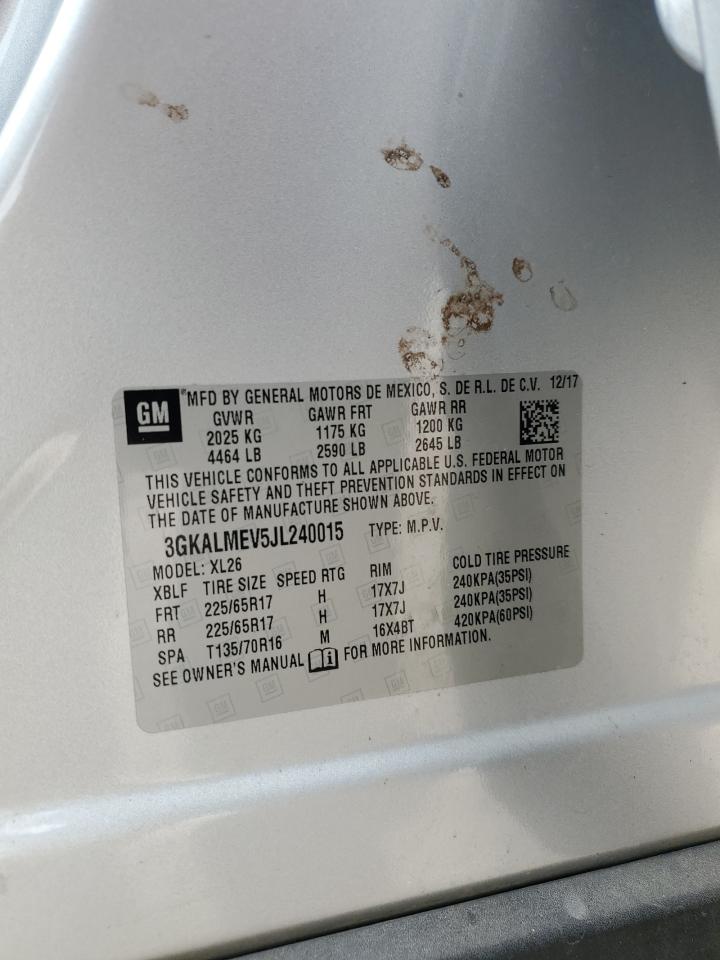 GM
®MFD BY GENERAL MOTORS DE MEXICO, S. DE R.L. DE C.V. 12/17
GVWR GAWR FRT GAWR RR
2025 KG 1175 KG 1200 KG
4464 LB 2590 LB 2645 LB
THIS VEHICLE CONFORMS TO ALL APPLICABLE U.S. FEDERAL MOTOR
VEHICLE SAFETY AND THEFT PREVENTION STANDARDS IN EFFECT ON
THE DATE OF MANUFACTURE SHOWN ABOVE.
3GKALMEV5JL240015 TYPE: M.P.V.
MODEL: XL26
XBLF TIRE SIZE SPEED RTG RIM COLD TIRE PRESSURE
FRT 225/65R17 H 17X7J 240KPA(35PSI)
RR 225/65R17 H 17X7J 240KPA(35PSI)
SPA T135/70R16 M 16X4BT 420KPA(60PSI)
SEE OWNER'S MANUAL FOR MORE INFORMATION.